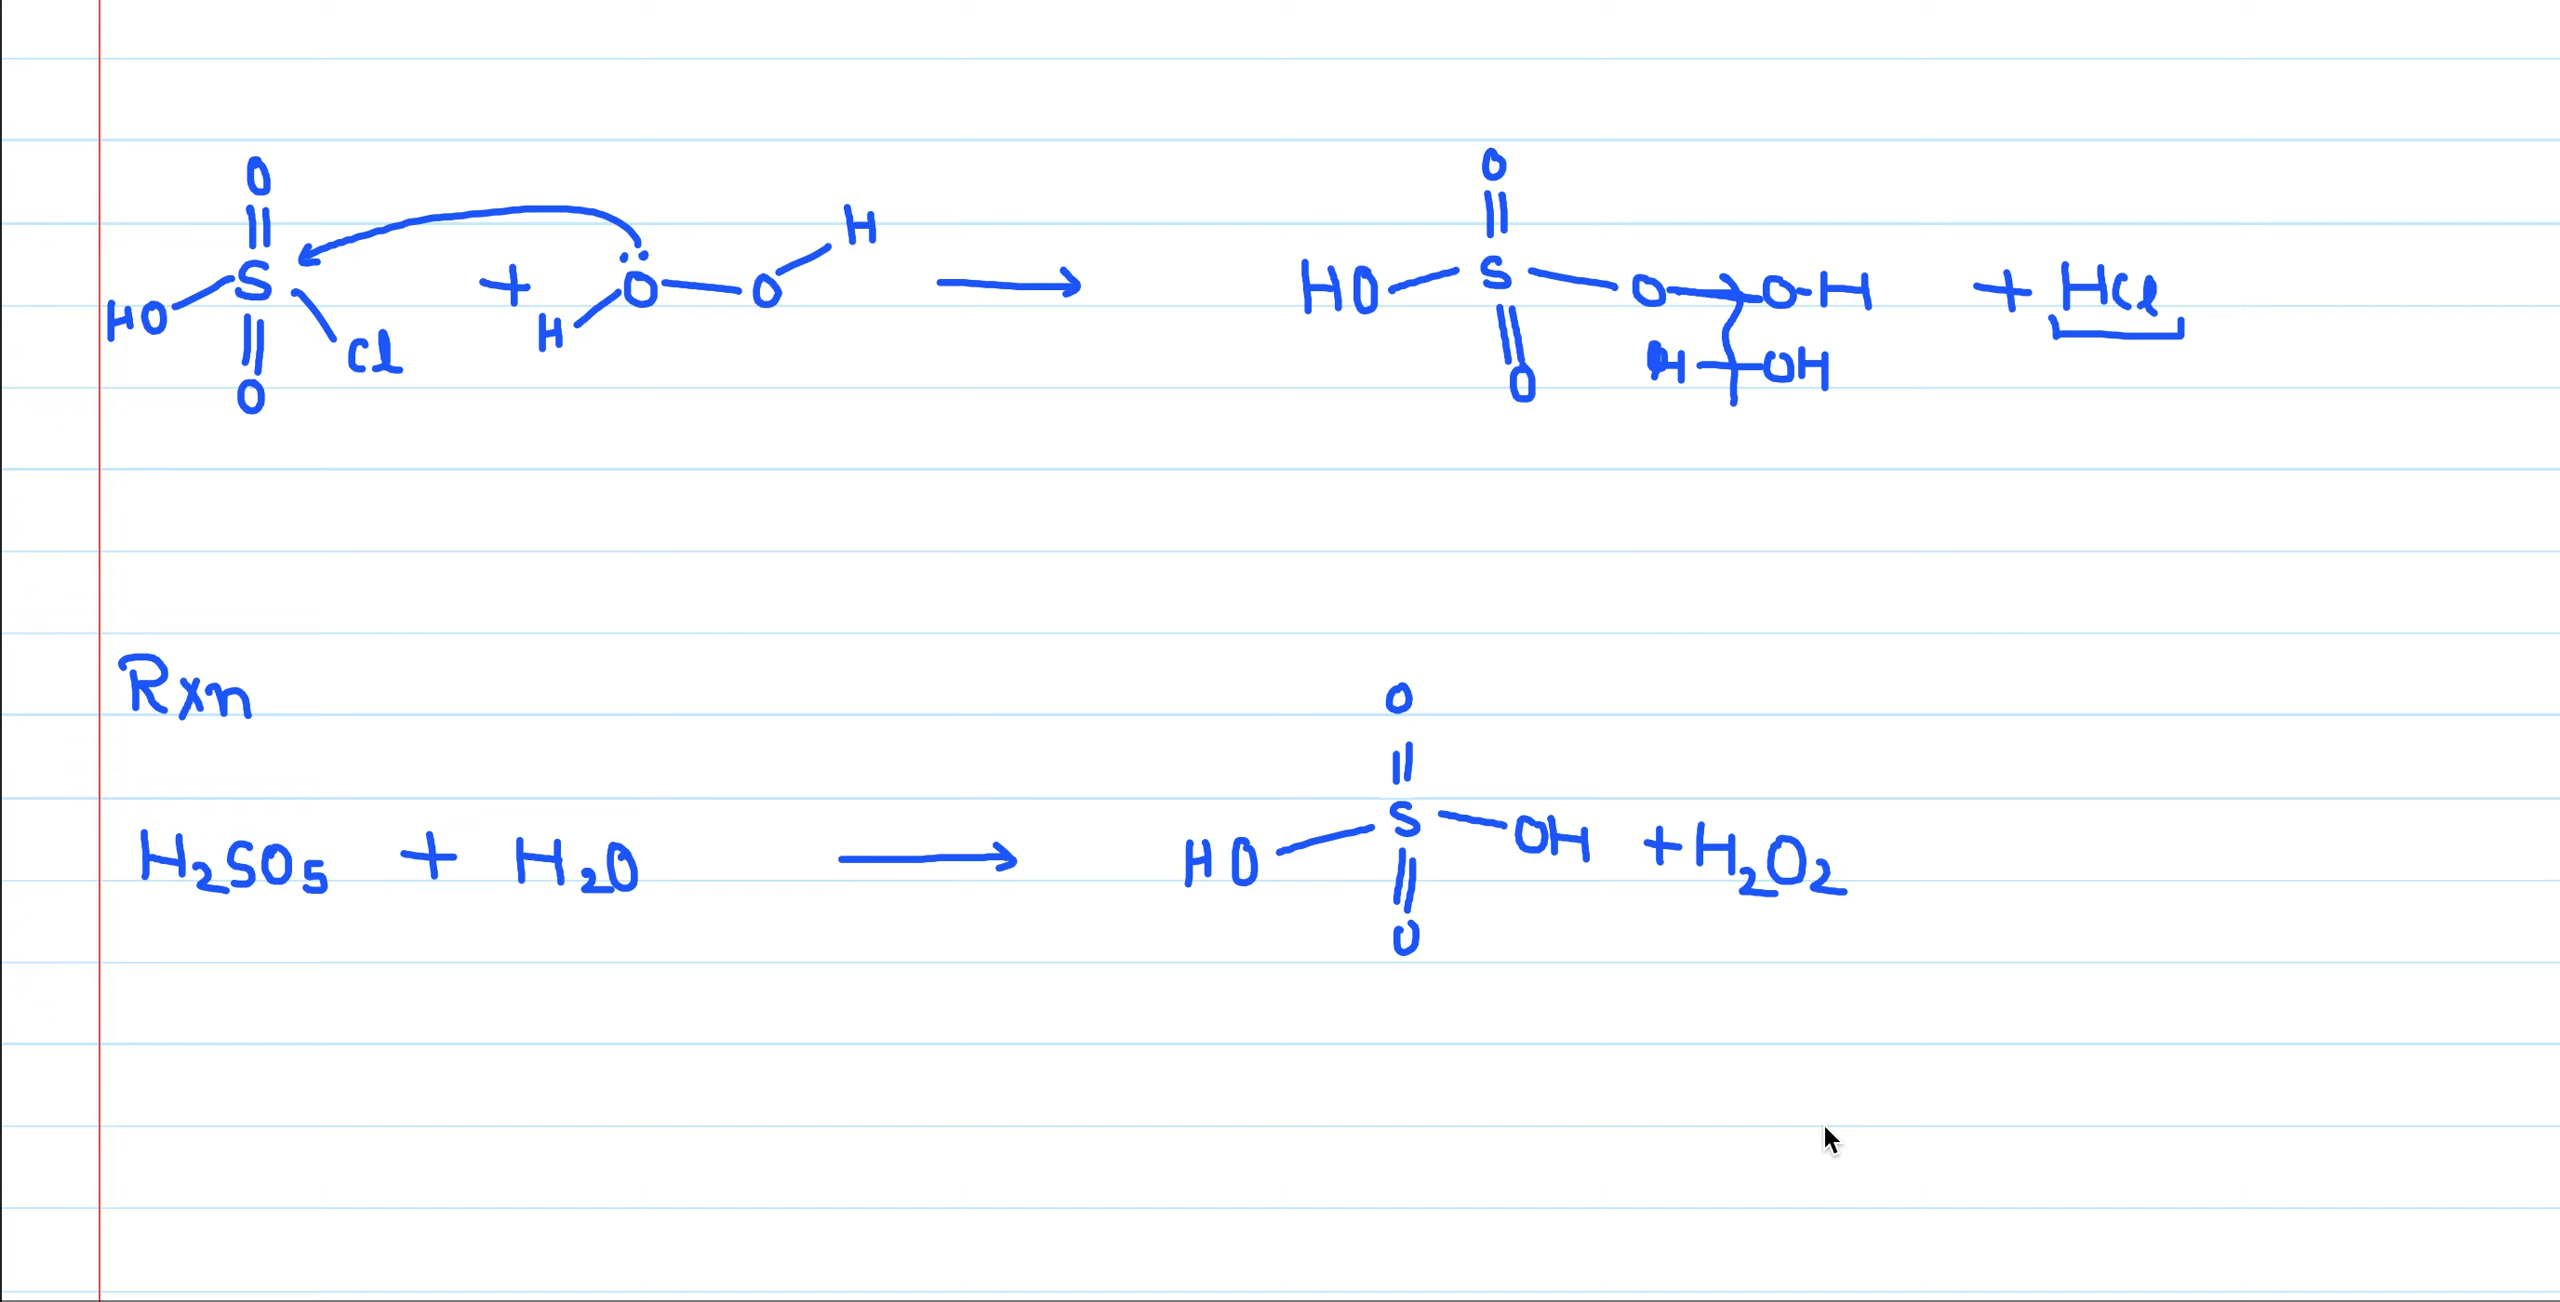 O O
|| ||
HO—S—Cl + H—Ö—O—H ⟶ HO—S—O—O-H + HCl
|| || H—OH
O O
Rxn
O
||
H₂SO₅ + H₂O ⟶ HO—S—OH + H₂O₂
||
O